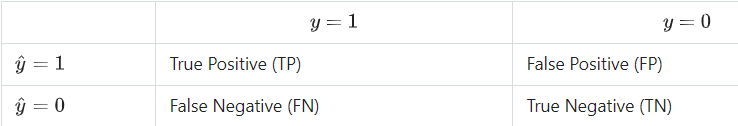 y = 1 y = 0
ŷ = 1 True Positive (TP) False Positive (FP)
ŷ = 0 False Negative (FN) True Negative (TN)